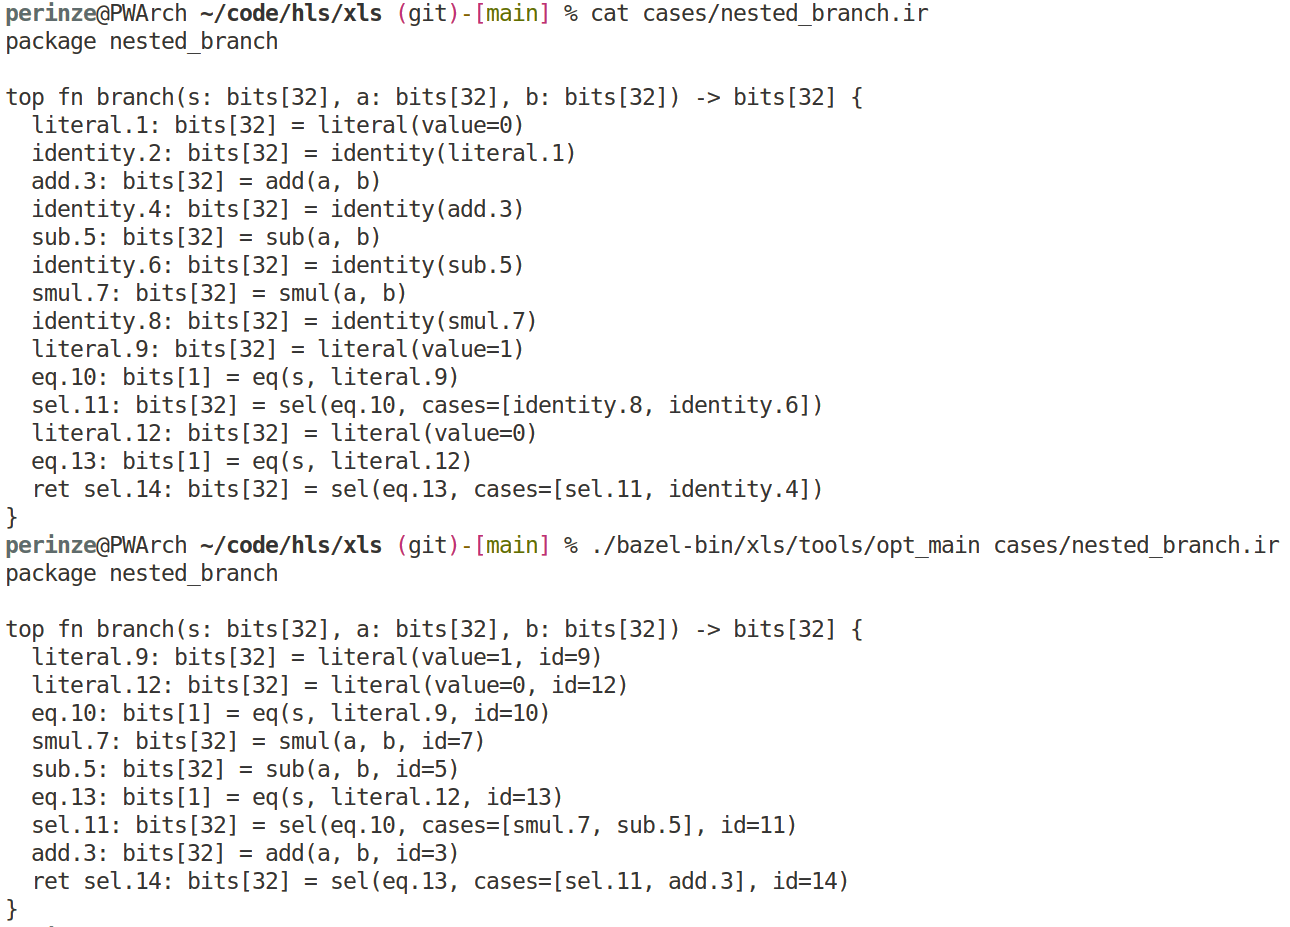 perinze@PWArch ~/code/hls/xls (git)-[main] % cat cases/nested_branch.ir
package nested_branch

top fn branch(s: bits[32], a: bits[32], b: bits[32]) -> bits[32] {
  literal.1: bits[32] = literal(value=0)
  identity.2: bits[32] = identity(literal.1)
  add.3: bits[32] = add(a, b)
  identity.4: bits[32] = identity(add.3)
  sub.5: bits[32] = sub(a, b)
  identity.6: bits[32] = identity(sub.5)
  smul.7: bits[32] = smul(a, b)
  identity.8: bits[32] = identity(smul.7)
  literal.9: bits[32] = literal(value=1)
  eq.10: bits[1] = eq(s, literal.9)
  sel.11: bits[32] = sel(eq.10, cases=[identity.8, identity.6])
  literal.12: bits[32] = literal(value=0)
  eq.13: bits[1] = eq(s, literal.12)
  ret sel.14: bits[32] = sel(eq.13, cases=[sel.11, identity.4])
}
perinze@PWArch ~/code/hls/xls (git)-[main] % ./bazel-bin/xls/tools/opt_main cases/nested_branch.ir
package nested_branch

top fn branch(s: bits[32], a: bits[32], b: bits[32]) -> bits[32] {
  literal.9: bits[32] = literal(value=1, id=9)
  literal.12: bits[32] = literal(value=0, id=12)
  eq.10: bits[1] = eq(s, literal.9, id=10)
  smul.7: bits[32] = smul(a, b, id=7)
  sub.5: bits[32] = sub(a, b, id=5)
  eq.13: bits[1] = eq(s, literal.12, id=13)
  sel.11: bits[32] = sel(eq.10, cases=[smul.7, sub.5], id=11)
  add.3: bits[32] = add(a, b, id=3)
  ret sel.14: bits[32] = sel(eq.13, cases=[sel.11, add.3], id=14)
}